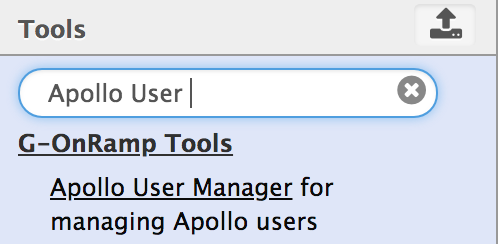 Tools
Apollo User
G-OnRamp Tools
Apollo User Manager for
managing Apollo users